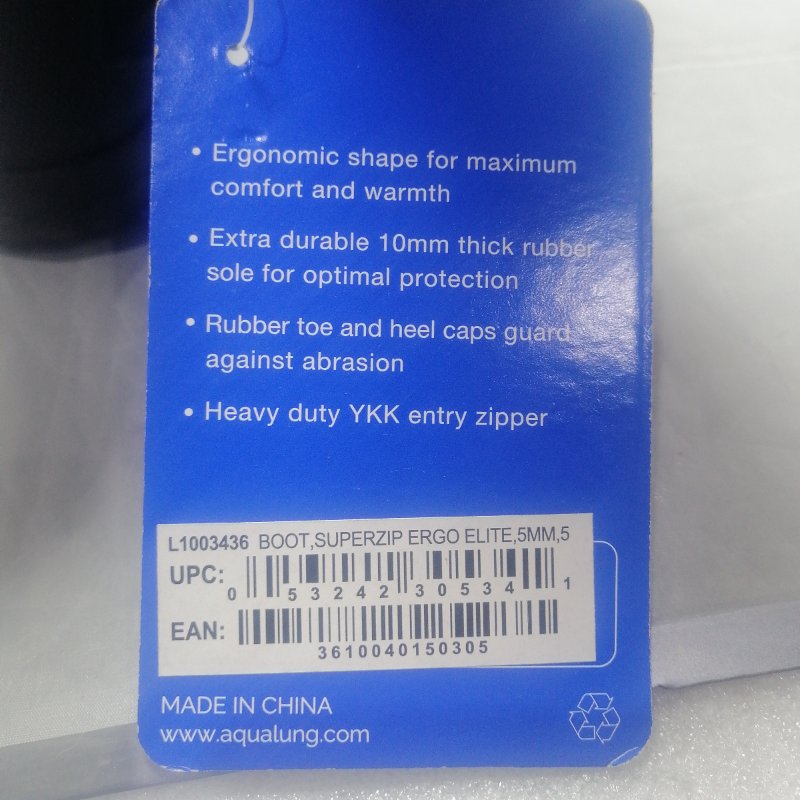 • Ergonomic shape for maximum
comfort and warmth
• Extra durable 10mm thick rubber
sole for optimal protection
• Rubber toe and heel caps guard
against abrasion
• Heavy duty YKK entry zipper
L1003436 BOOT,SUPERZIP ERGO ELITE,5MM,5
UPC: 0 53242 30534 1
EAN: 3610040150305
MADE IN CHINA
www.aqualung.com